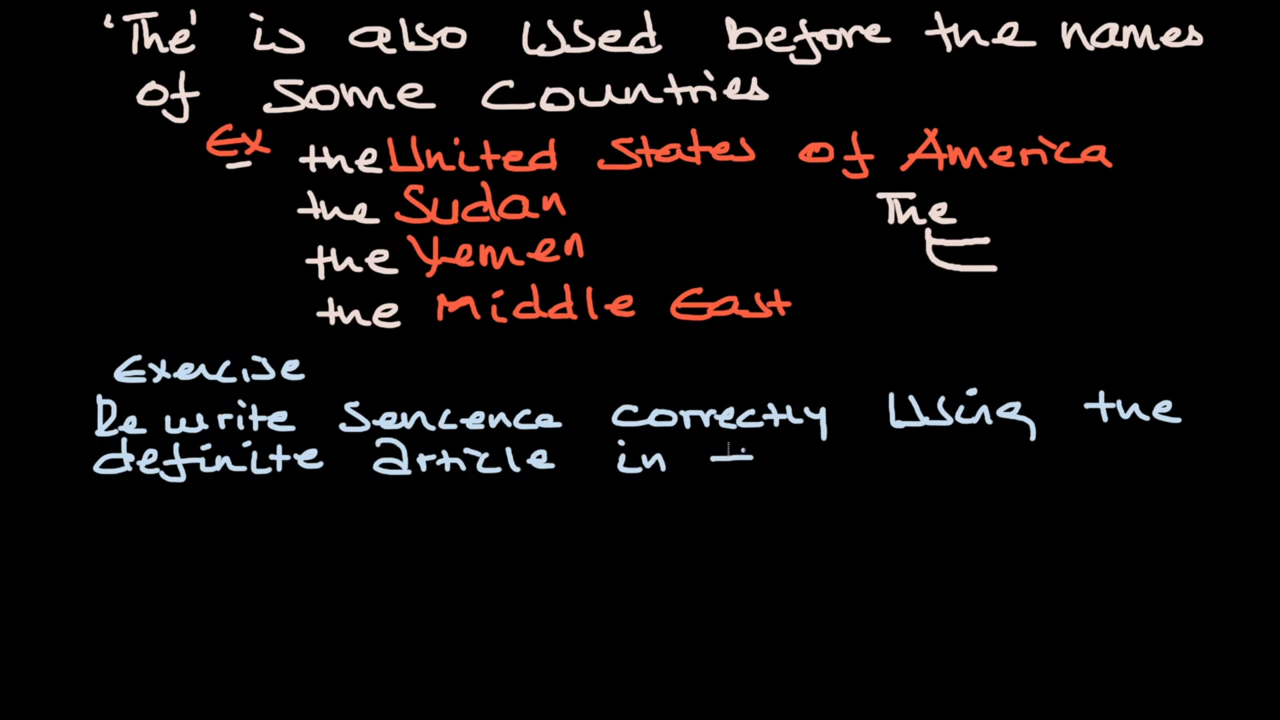 'The' is also used before the names
of some countries
Ex the United States of America
the Sudan
The
the Yemen
the Middle East
Exercise
Rewrite sencence correctly using the
definite article in